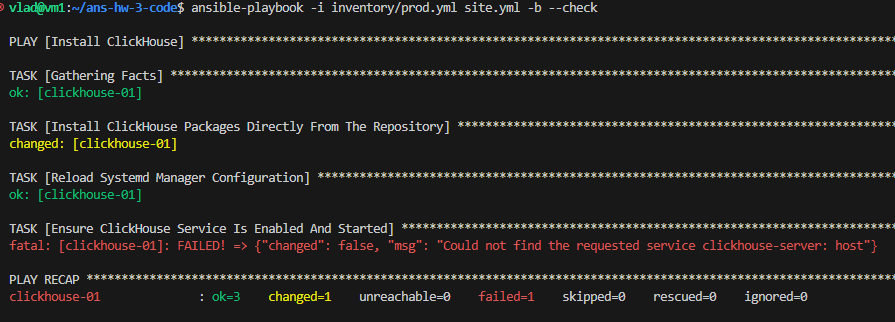 vlad@vm1:~/ans-hw-3-code$ ansible-playbook -i inventory/prod.yml site.yml -b --check
PLAY [Install ClickHouse] ****************************************************************************************************
TASK [Gathering Facts] *******************************************************************************************************
ok: [clickhouse-01]
TASK [Install ClickHouse Packages Directly From The Repository] **************************************************************
changed: [clickhouse-01]
TASK [Reload Systemd Manager Configuration] **********************************************************************************
ok: [clickhouse-01]
TASK [Ensure ClickHouse Service Is Enabled And Started] **********************************************************************
fatal: [clickhouse-01]: FAILED! => {"changed": false, "msg": "Could not find the requested service clickhouse-server: host"}
PLAY RECAP *******************************************************************************************************************
clickhouse-01              : ok=3    changed=1    unreachable=0    failed=1    skipped=0    rescued=0    ignored=0